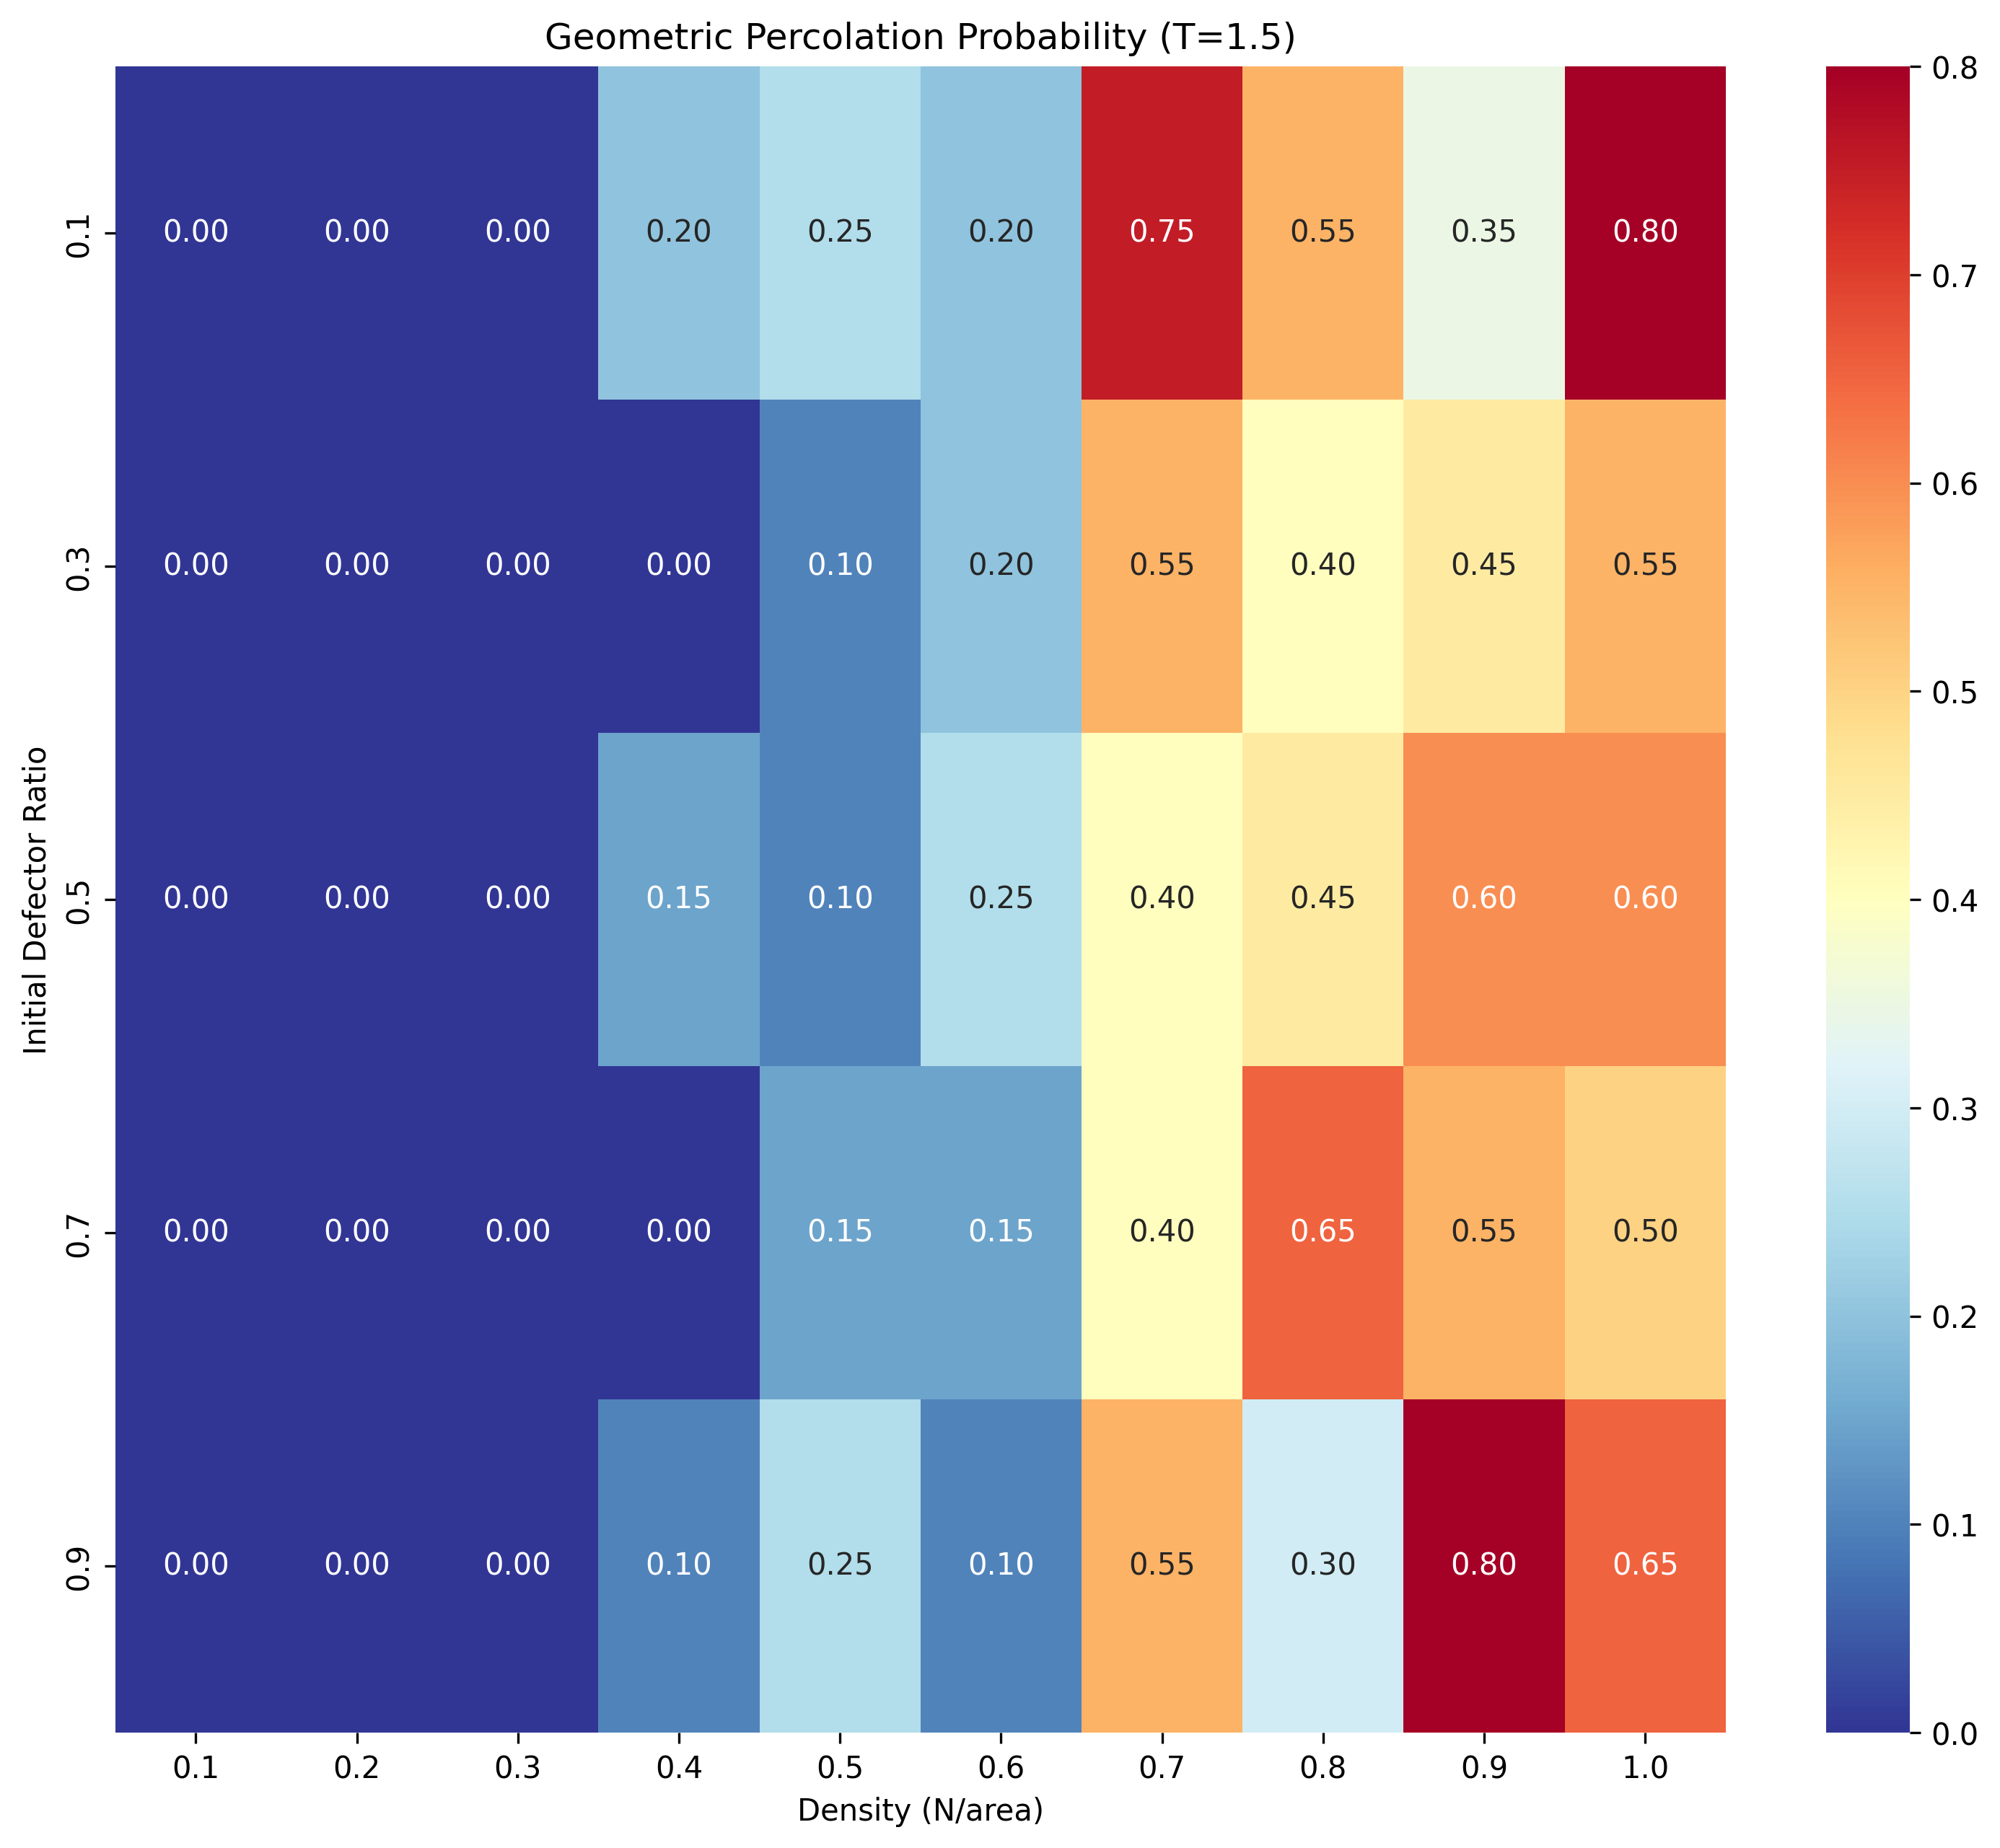 Geometric Percolation Probability (T=1.5)
0.1 0.00 0.00 0.00 0.20 0.25 0.20 0.75 0.55 0.35 0.80
0.3 0.00 0.00 0.00 0.00 0.10 0.20 0.55 0.40 0.45 0.55
0.5 0.00 0.00 0.00 0.15 0.10 0.25 0.40 0.45 0.60 0.60
0.7 0.00 0.00 0.00 0.00 0.15 0.15 0.40 0.65 0.55 0.50
0.9 0.00 0.00 0.00 0.10 0.25 0.10 0.55 0.30 0.80 0.65
Initial Defector Ratio
0.1 0.2 0.3 0.4 0.5 0.6 0.7 0.8 0.9 1.0
Density (N/area)
0.8
0.7
0.6
0.5
0.4
0.3
0.2
0.1
0.0